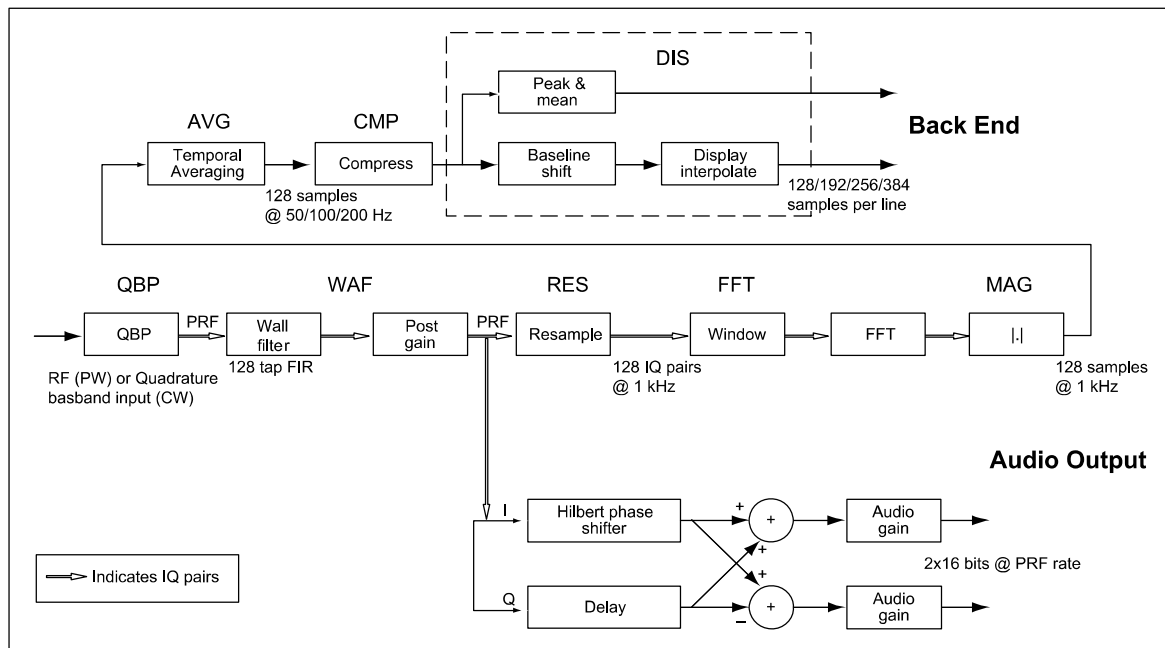 DIS
Peak &
mean
Back End
AVG
CMP
Temporal
Averaging
Compress
Baseline
shift
Display
interpolate
128 samples
@ 50/100/200 Hz
128/192/256/384
samples per line
QBP
WAF
RES
FFT
MAG
QBP
PRF
Wall
filter
Post
gain
PRF
Resample
Window
FFT
|.|
128 tap FIR
128 IQ pairs
@ 1 kHz
128 samples
@ 1 kHz
RF (PW) or Quadrature
basband input (CW)
Audio Output
I
Hilbert phase
shifter
+
+
+
Audio
gain
Indicates IQ pairs
2x16 bits @ PRF rate
Q
Delay
+
–
+
Audio
gain